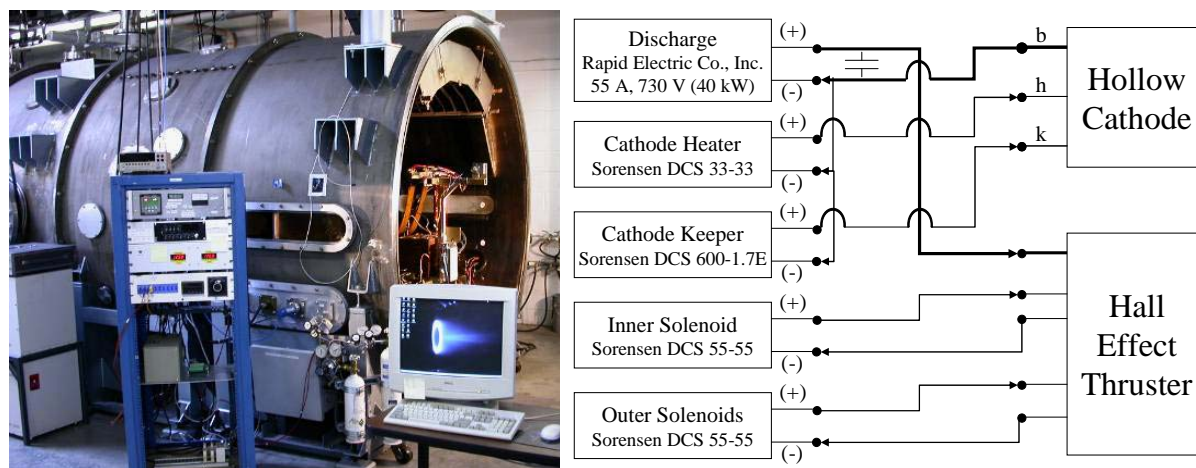 Discharge
Rapid Electric Co., Inc.
55 A, 730 V (40 kW)
(+)
(-)
Cathode Heater
Sorensen DCS 33-33
(+)
(-)
Cathode Keeper
Sorensen DCS 600-1.7E
(+)
(-)
Inner Solenoid
Sorensen DCS 55-55
(+)
(-)
Outer Solenoids
Sorensen DCS 55-55
(+)
(-)
b
h
k
Hollow
Cathode
Hall
Effect
Thruster